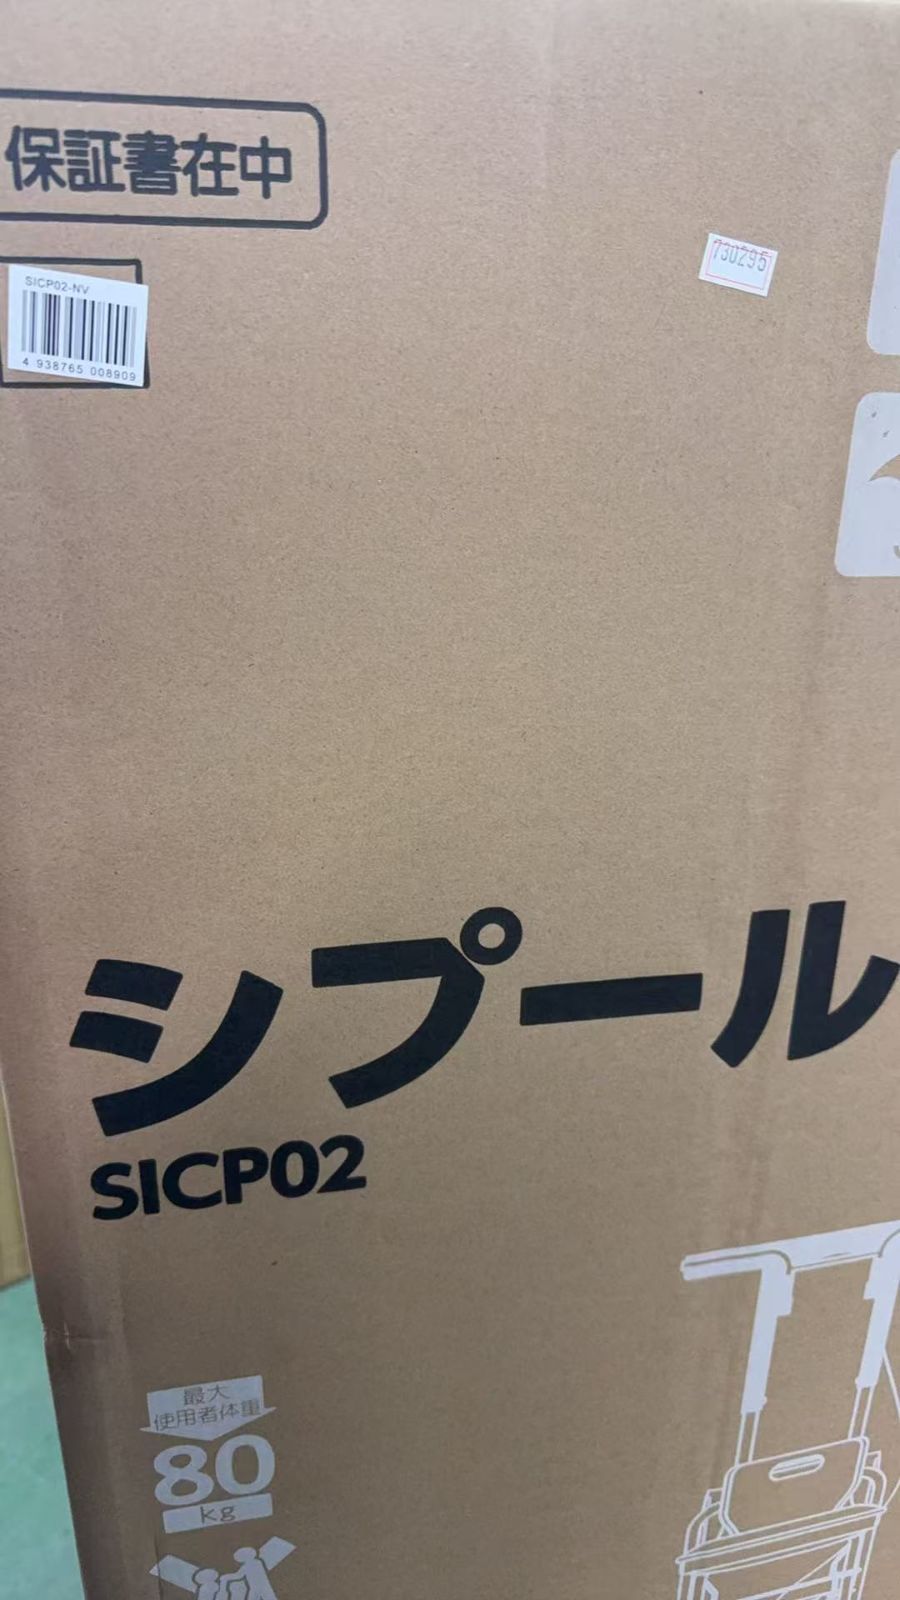 保証書在中
730295
SICP02-NV
4 938765 008909
シプール
SICP02
最大
使用者体重
80
kg